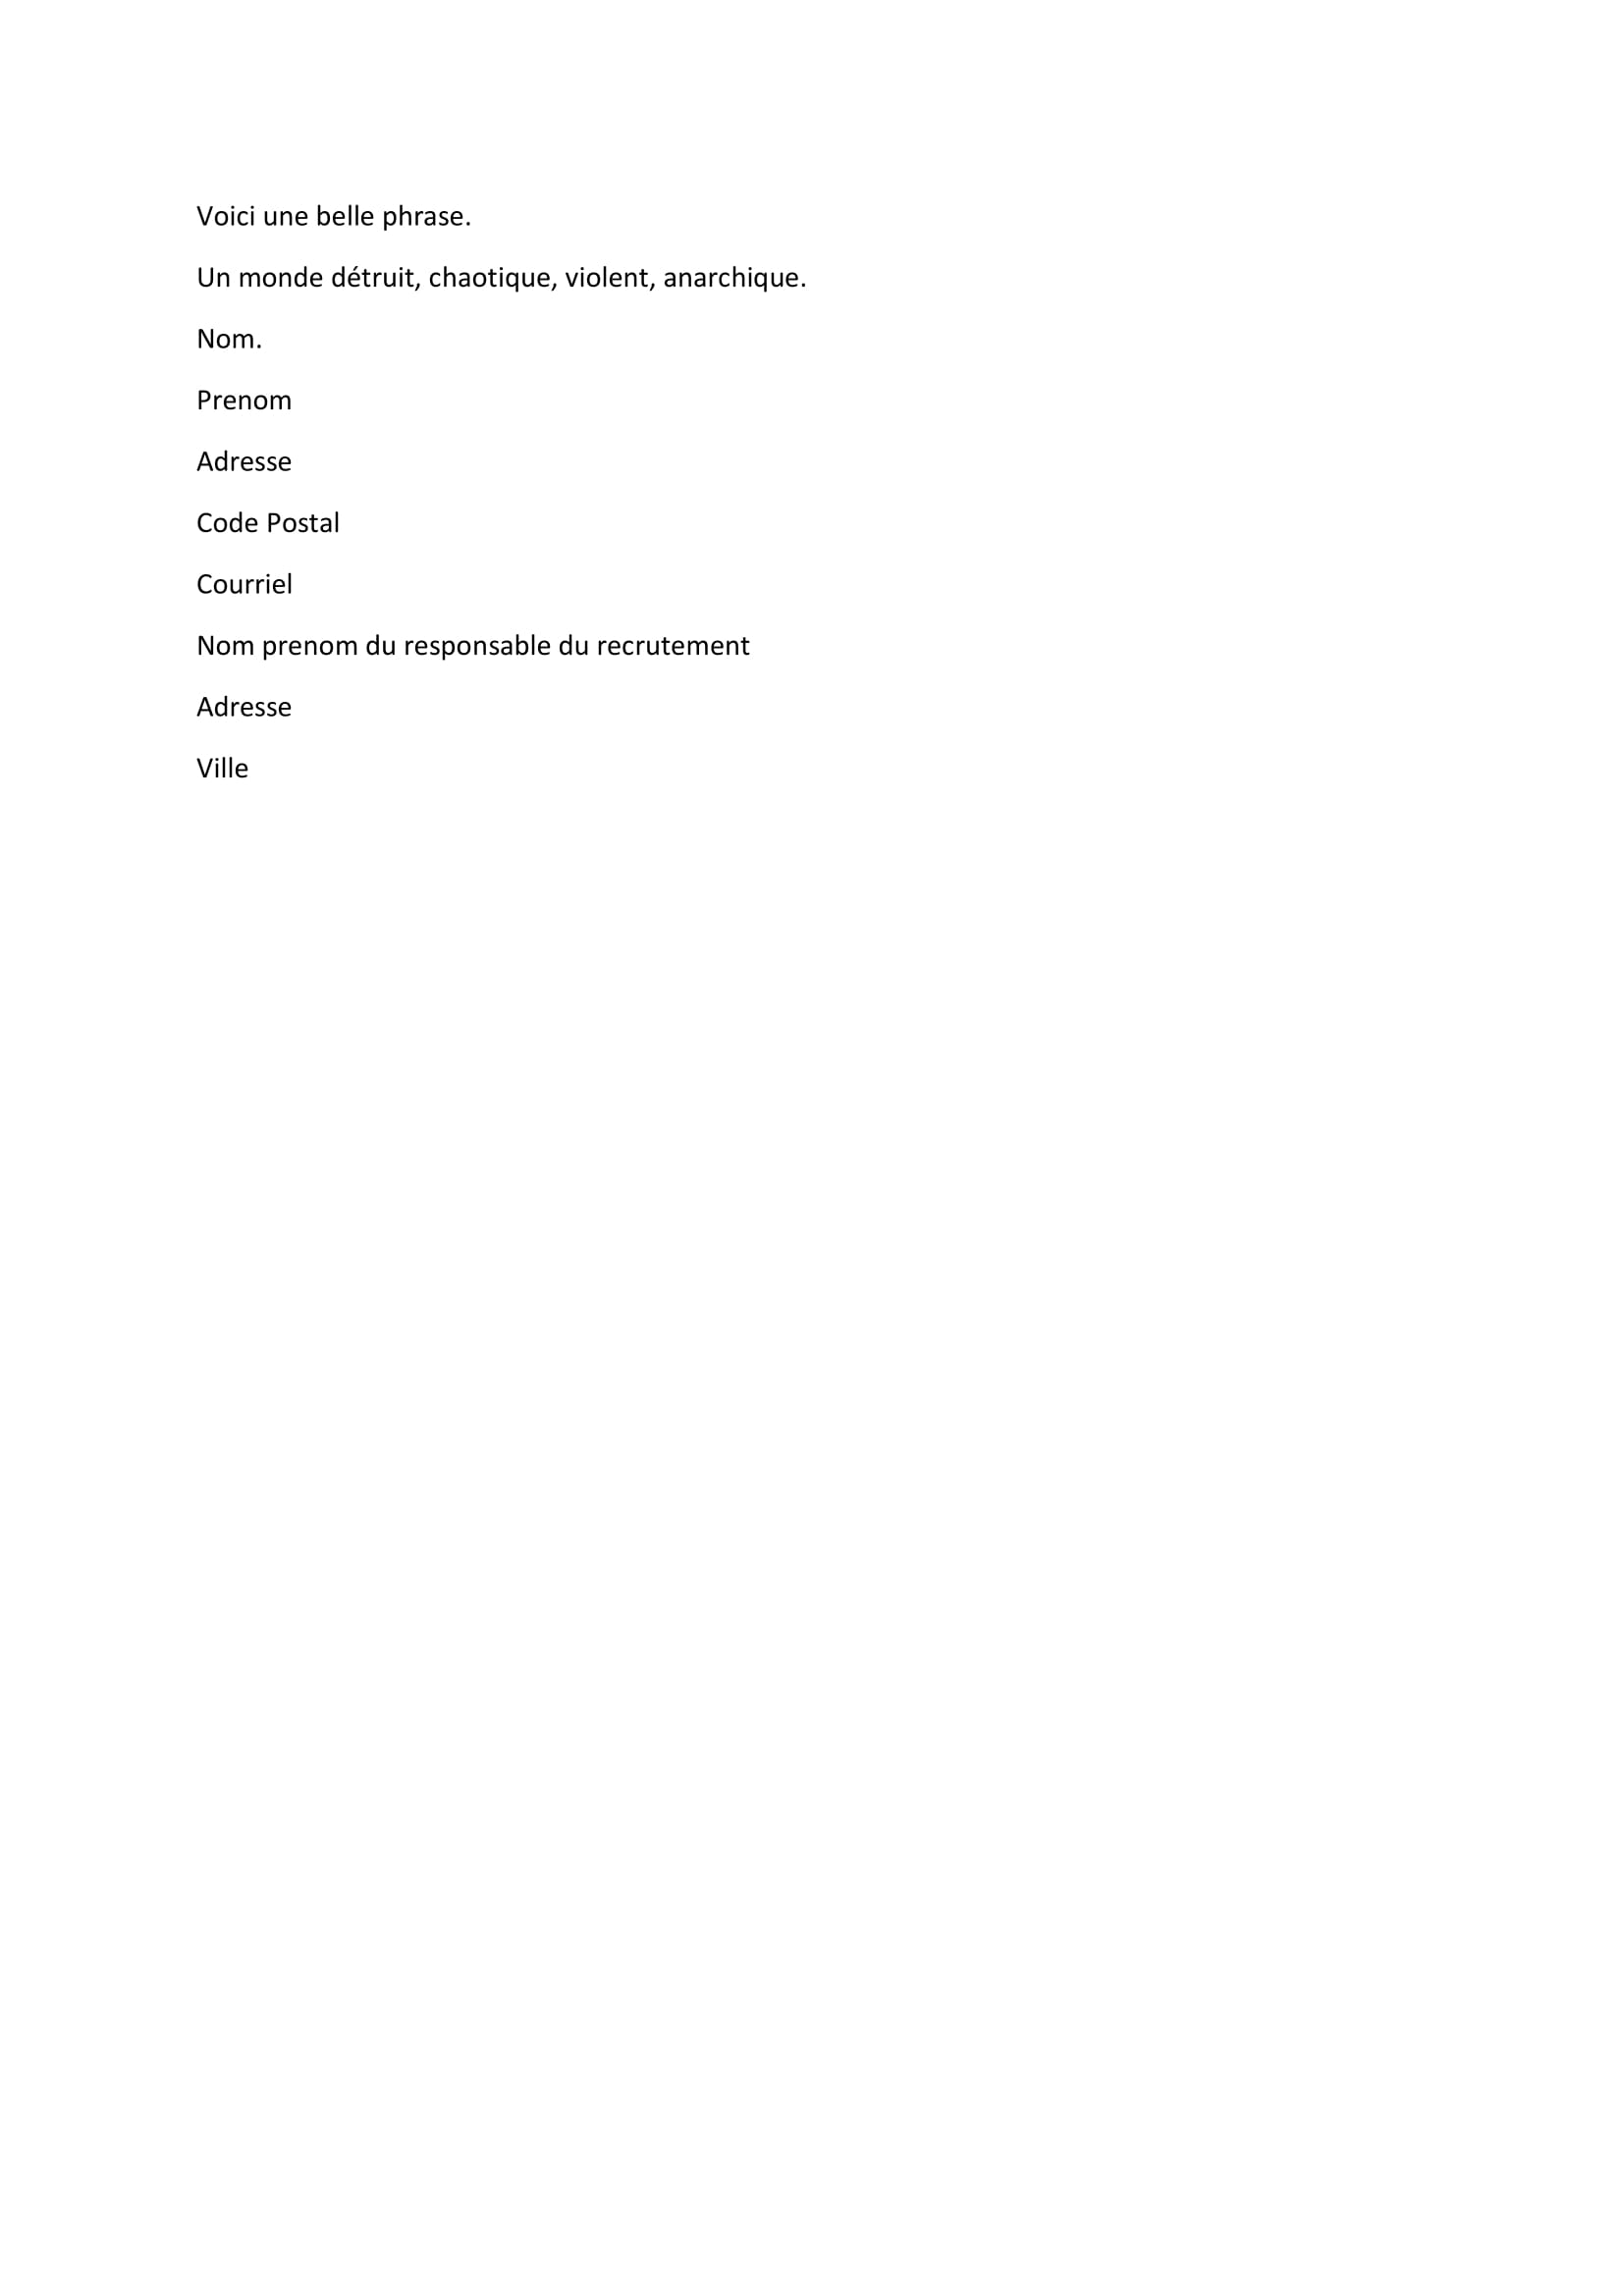 Voici une belle phrase.
Un monde détruit, chaotique, violent, anarchique.
Nom.
Prenom
Adresse
Code Postal
Courriel
Nom prenom du responsable du recrutement
Adresse
Ville